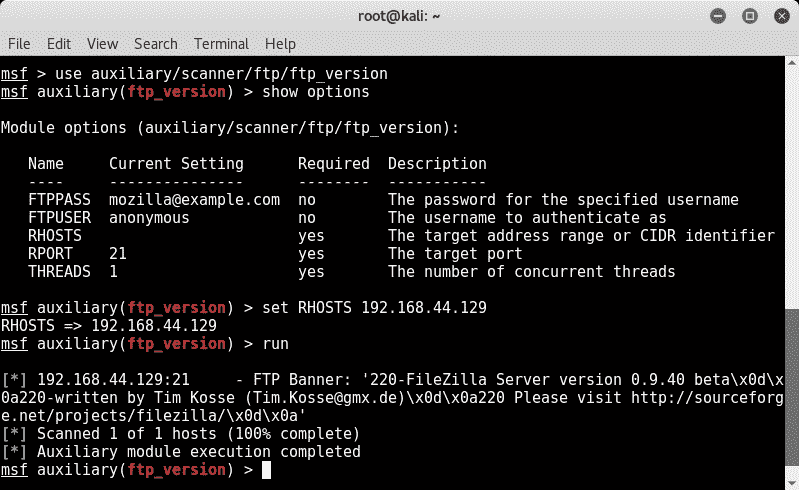 root@kali: ~
File Edit View Search Terminal Help
msf > use auxiliary/scanner/ftp/ftp_version
msf auxiliary(ftp_version) > show options
Module options (auxiliary/scanner/ftp/ftp_version):
Name Current Setting Required Description
---- --------------- -------- -----------
FTPPASS mozilla@example.com no The password for the specified username
FTPUSER anonymous no The username to authenticate as
RHOSTS yes The target address range or CIDR identifier
RPORT 21 yes The target port
THREADS 1 yes The number of concurrent threads
msf auxiliary(ftp_version) > set RHOSTS 192.168.44.129
RHOSTS => 192.168.44.129
msf auxiliary(ftp_version) > run
[*] 192.168.44.129:21 - FTP Banner: '220-FileZilla Server version 0.9.40 beta\x0d\x
0a220-written by Tim Kosse (Tim.Kosse@gmx.de)\x0d\x0a220 Please visit http://sourceforg
e.net/projects/filezilla/\x0d\x0a'
[*] Scanned 1 of 1 hosts (100% complete)
[*] Auxiliary module execution completed
msf auxiliary(ftp_version) >